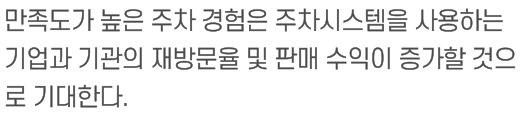 만족도가 높은 주차 경험은 주차시스템을 사용하는
기업과 기관의 재방문율 및 판매 수익이 증가할 것으
로 기대한다.